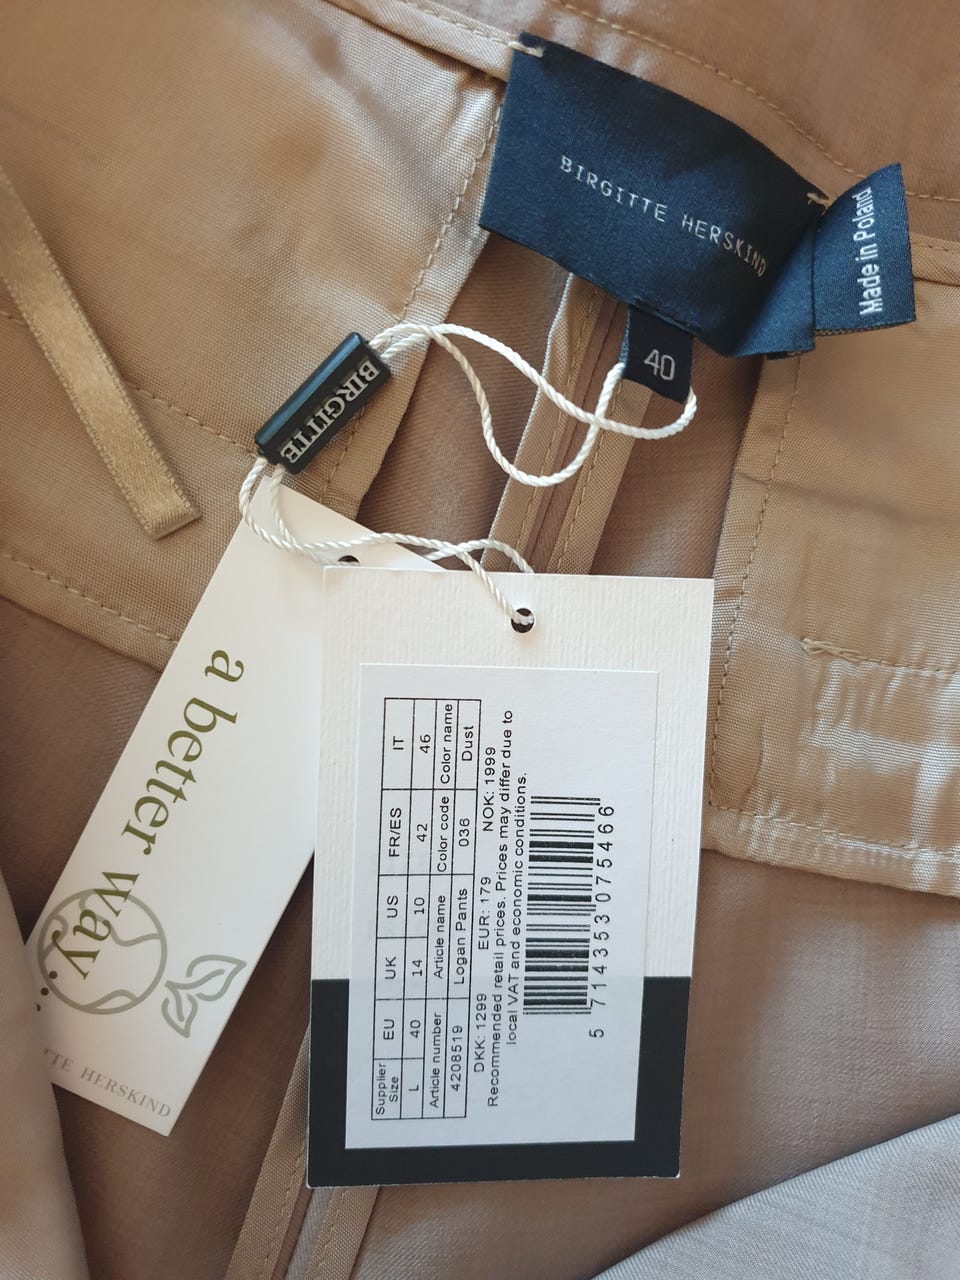 BIRGITTE HERSKIND
Made in Poland
40
BIRGITTE
a better way...
HERSKIND
Supplier Size EU UK US FR/ES IT
L 40 14 10 42 46
Article number Article name Color code Color name
4208519 Logan Pants 036 Dust
DKK: 1299 EUR: 179 NOK: 1999
Recommended retail prices. Prices may differ due to
local VAT and economic conditions.
5 714353 075466